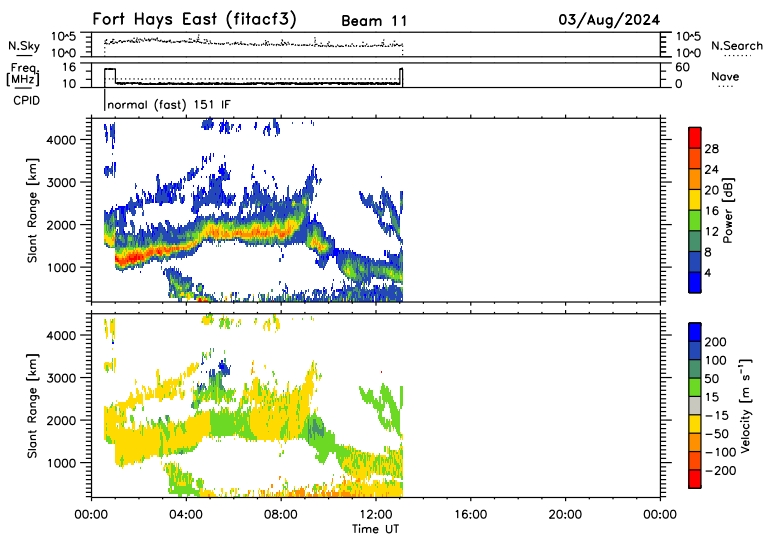 Fort Hays East (fitacf3) Beam 11 03/Aug/2024
N.Sky 10^5 10^0 10^5 10^0 N.Search
Freq. [MHz] 16 10 60 0 Nave
CPID normal (fast) 151 IF
Slant Range [km] 4000 3000 2000 1000
Power [dB] 28 24 20 16 12 8 4
Slant Range [km] 4000 3000 2000 1000
Velocity [m s⁻¹] 200 100 50 15 −15 −50 −100 −200
00:00 04:00 08:00 12:00 16:00 20:00 00:00
Time UT